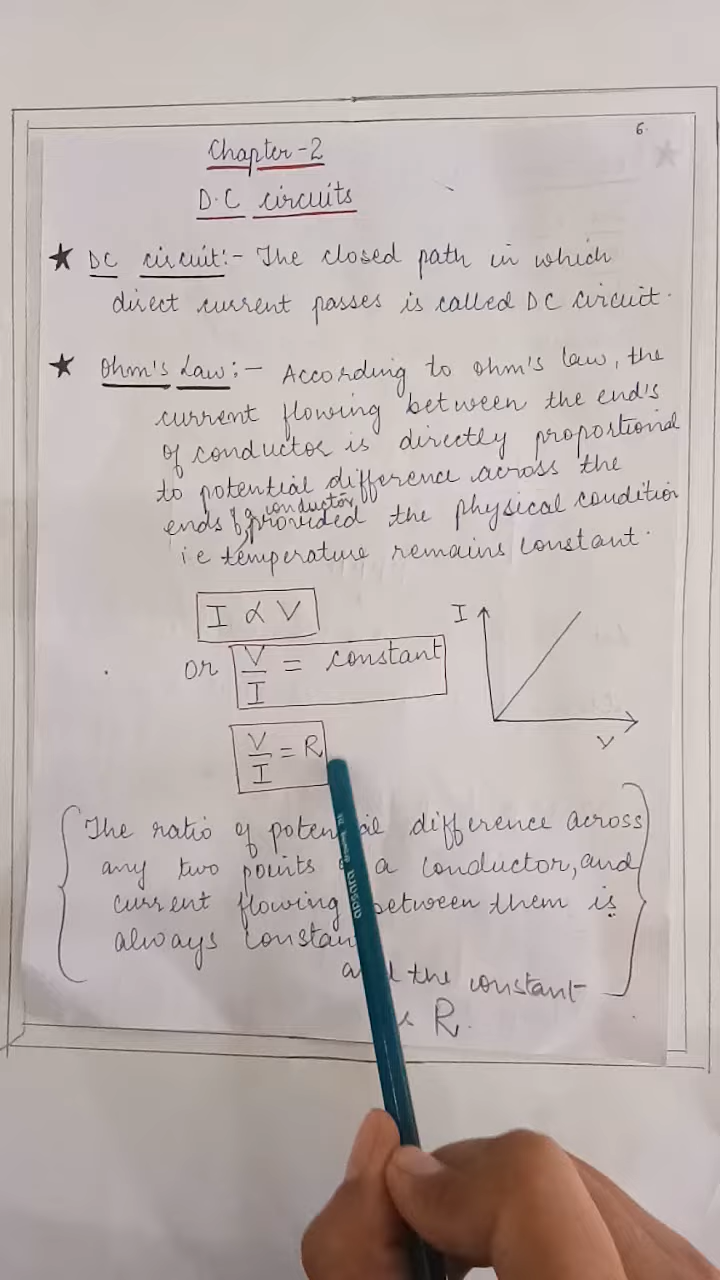 6.
Chapter-2
D.C circuits
★ DC circuit:- The closed path in which
direct current passes is called DC circuit.
★ Ohm's Law:- According to ohm's law, the
current flowing between the end's
of conductor is directly proportional
to potential difference across the
ends of a conductor, provided the physical condition
i.e temperature remains constant.
I ∝ V
or V/I = constant
V/I = R
I
V
The ratio of potential difference across
any two points a conductor, and
current flowing between them is
always constan
the constant
R.